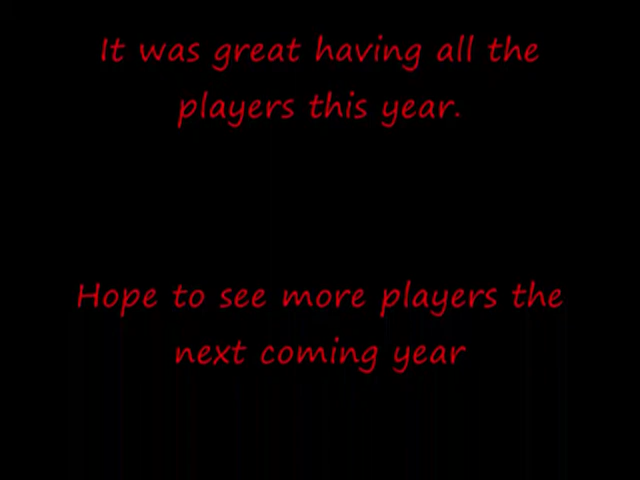 It was great having all the
players this year.
Hope to see more players the
next coming year